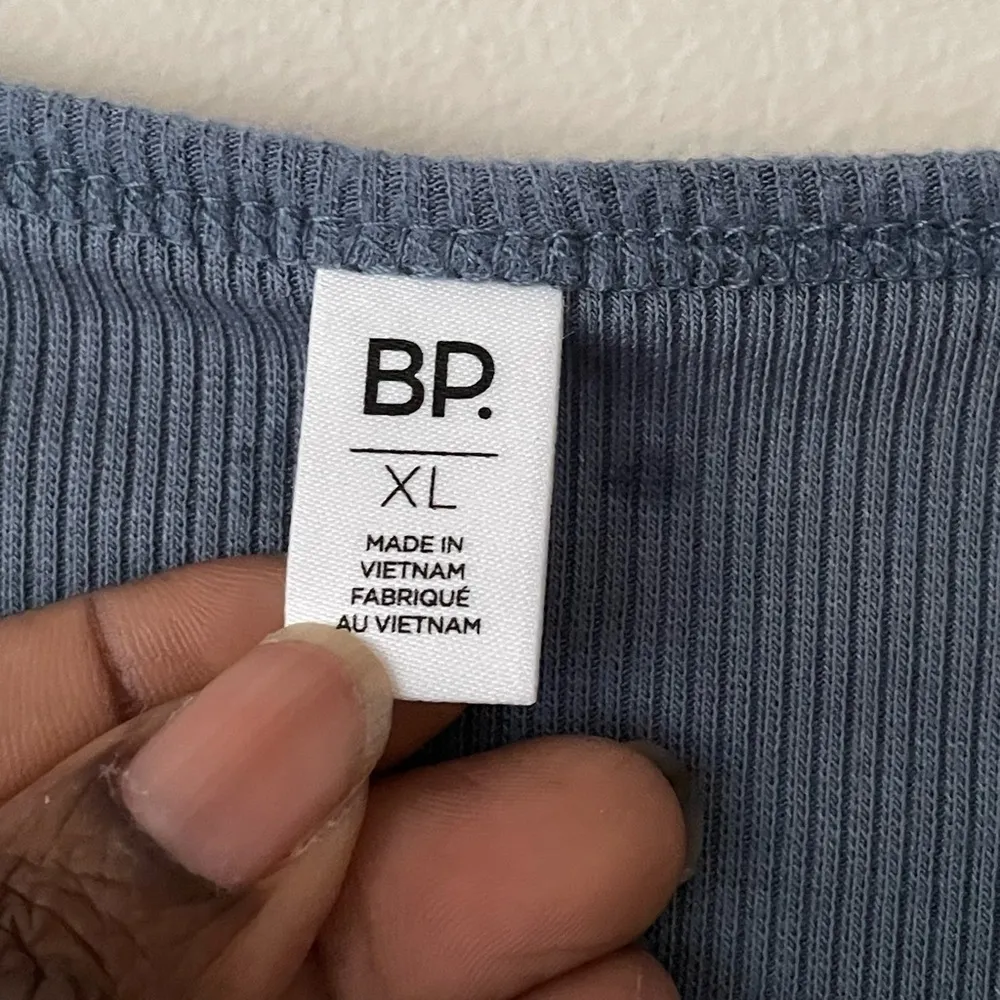 BP.
XL
MADE IN
VIETNAM
FABRIQUÉ
AU VIETNAM